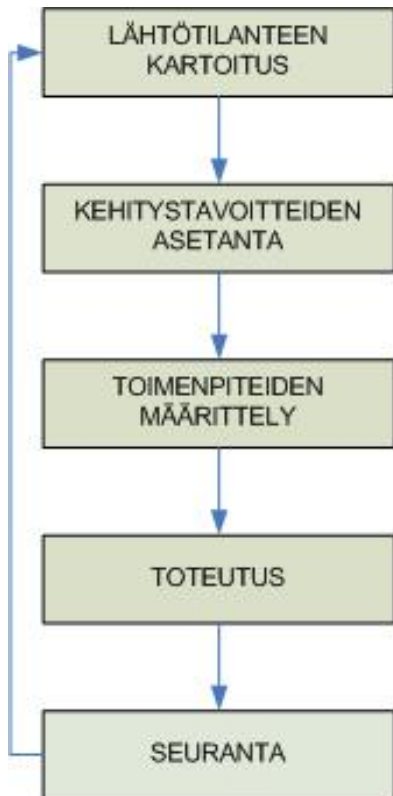 LÄHTÖTILANTEEN
KARTOITUS
KEHITYSTAVOITTEIDEN
ASETANTA
TOIMENPITEIDEN
MÄÄRITTELY
TOTEUTUS
SEURANTA